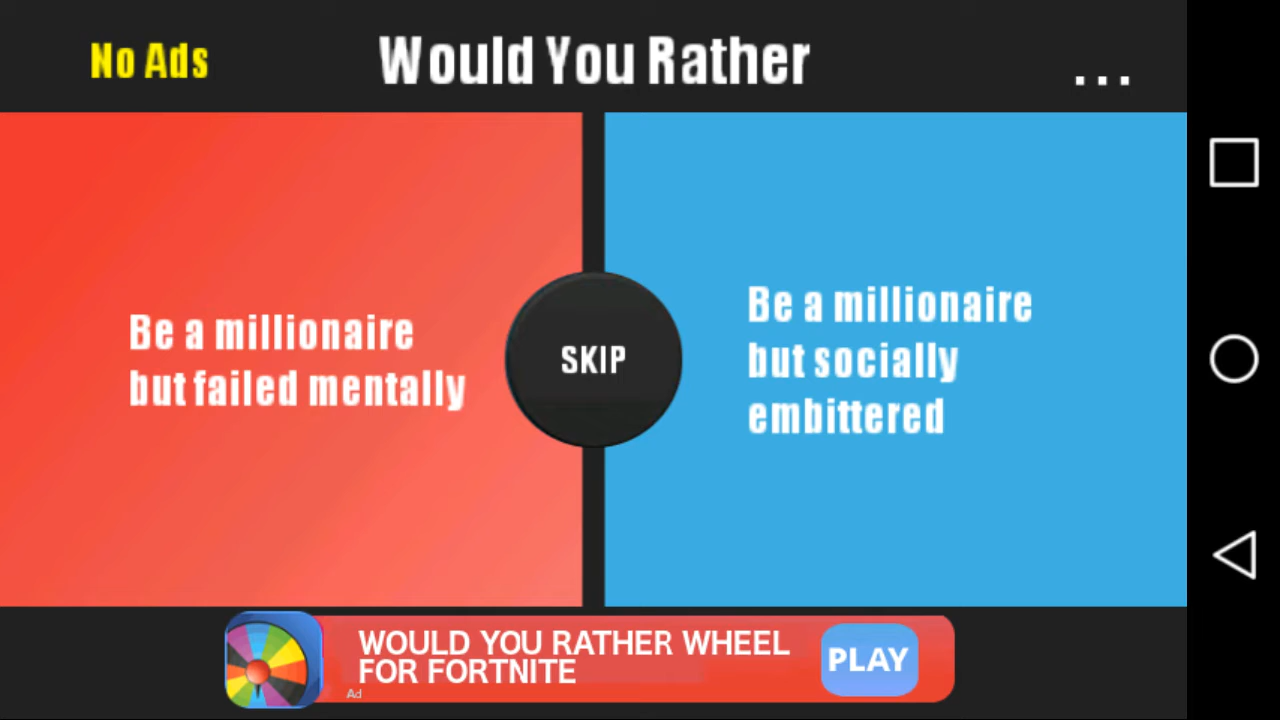 No Ads
Would You Rather
...
Be a millionaire
but failed mentally
SKIP
Be a millionaire
but socially
embittered
WOULD YOU RATHER WHEEL
FOR FORTNITE
Ad
PLAY